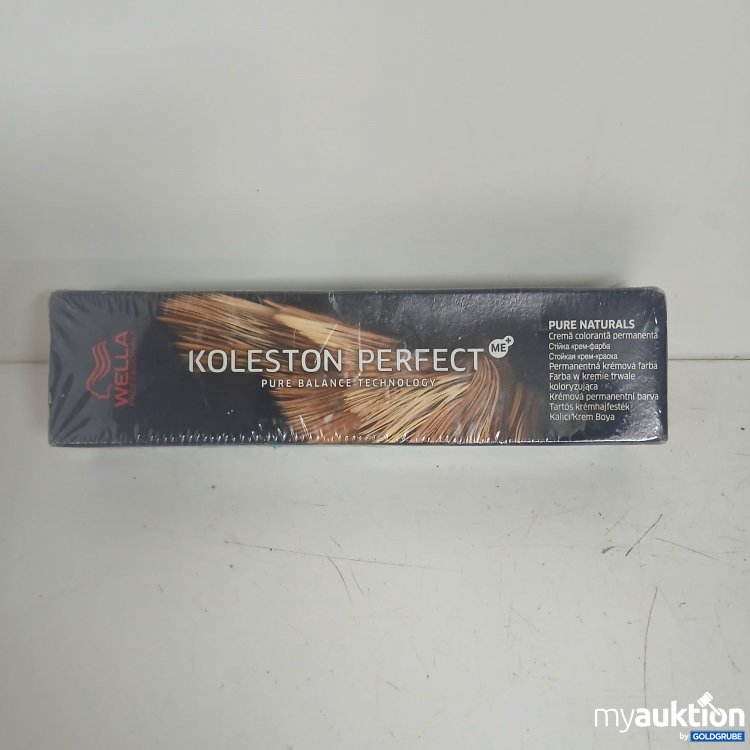 WELLA
PROFESSIONALS
KOLESTON PERFECT ME+
PURE BALANCE TECHNOLOGY
PURE NATURALS
Cremă colorantă permanentă
Стійка крем-фарба
Стойкая крем-краска
Permanentná krémová farba
Farba w kremie trwale
koloryzująca
Krémová permanentní barva
Tartós krémhajfesték
Kalıcı Krem Boya
myauktion
by GOLDGRUBE